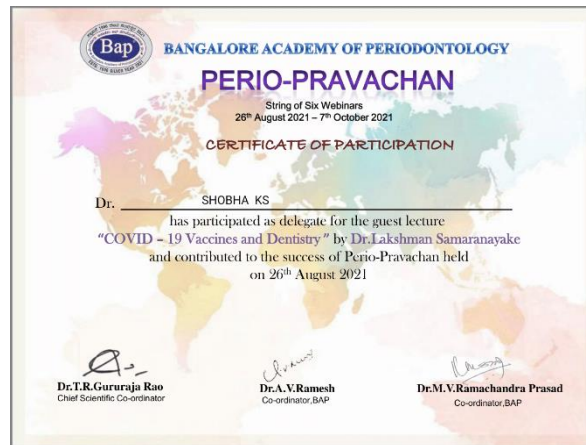 Bap
BANGALORE ACADEMY OF PERIODONTOLOGY
PERIO-PRAVACHAN
String of Six Webinars
26th August 2021 – 7th October 2021
CERTIFICATE OF PARTICIPATION
Dr. SHOBHA KS
has participated as delegate for the guest lecture
"COVID – 19 Vaccines and Dentistry" by Dr.Lakshman Samaranayake
and contributed to the success of Perio-Pravachan held
on 26th August 2021
Dr.T.R.Gururaja Rao
Chief Scientific Co-ordinator
Dr.A.V.Ramesh
Co-ordinator,BAP
Dr.M.V.Ramachandra Prasad
Co-ordinator,BAP